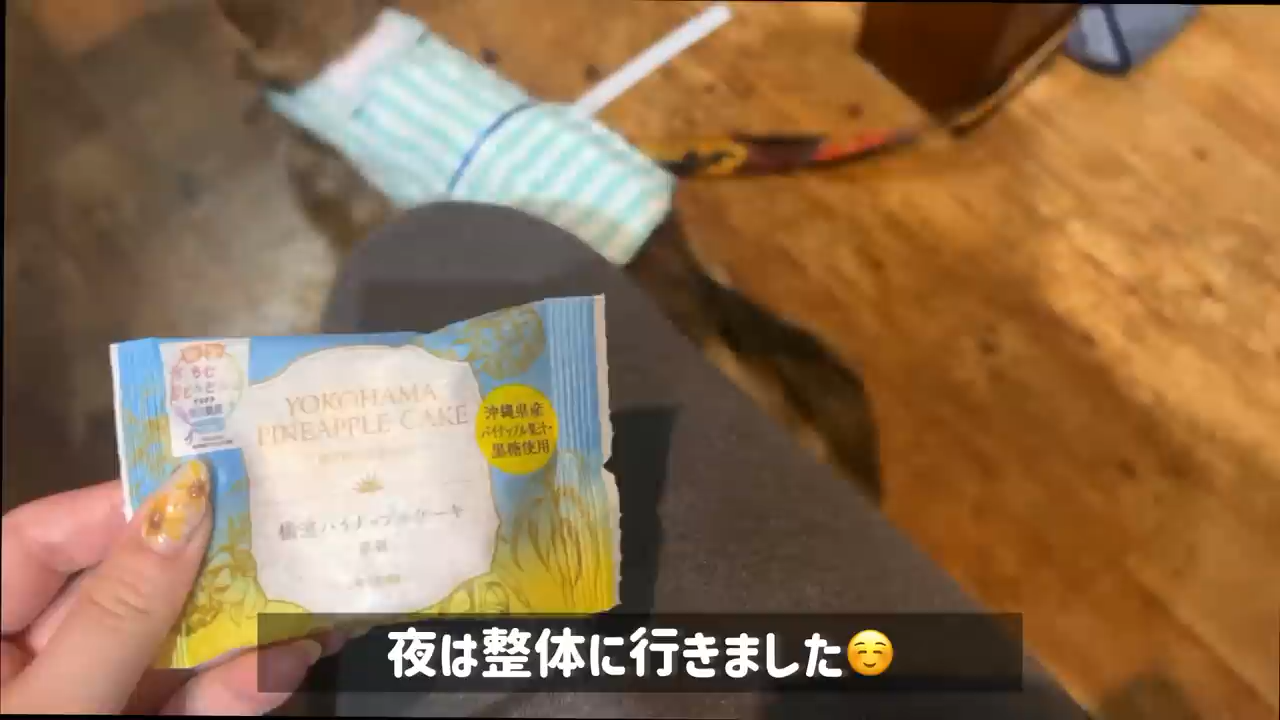 YOKOHAMA
PINEAPPLE CAKE
沖縄県産
パイナップル果汁・
黒糖使用
横濱パイナップルケーキ
夜は整体に行きました☺️